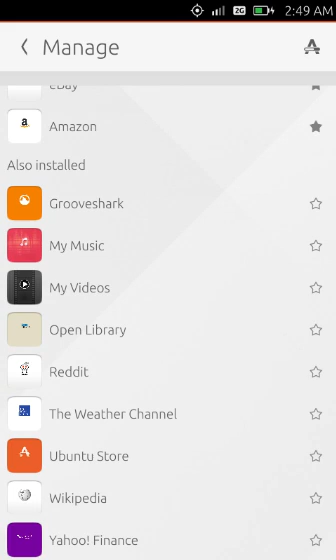 2G 2:49 AM
Manage
eBay
Amazon
Also installed
Grooveshark
My Music
My Videos
Open Library
Reddit
The Weather Channel
Ubuntu Store
Wikipedia
Yahoo! Finance